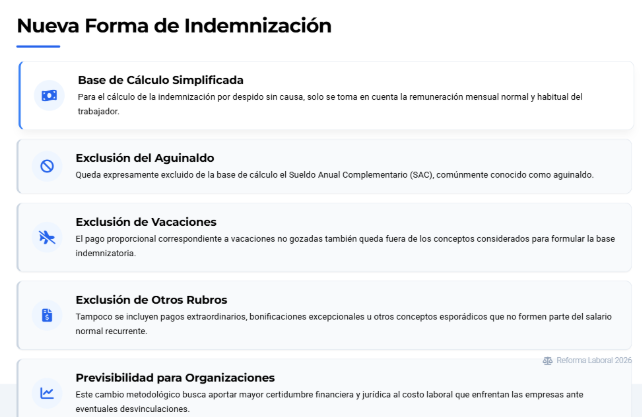 Nueva Forma de Indemnización
Base de Cálculo Simplificada
Para el cálculo de la indemnización por despido sin causa, solo se toma en cuenta la remuneración mensual normal y habitual del
trabajador.
Exclusión del Aguinaldo
Queda expresamente excluido de la base de cálculo el Sueldo Anual Complementario (SAC), comúnmente conocido como aguinaldo.
Exclusión de Vacaciones
El pago proporcional correspondiente a vacaciones no gozadas también queda fuera de los conceptos considerados para formular la base
indemnizatoria.
Exclusión de Otros Rubros
Tampoco se incluyen pagos extraordinarios, bonificaciones excepcionales u otros conceptos esporádicos que no formen parte del salario
normal recurrente.
Reforma Laboral 2026
Previsibilidad para Organizaciones
Este cambio metodológico busca aportar mayor certidumbre financiera y jurídica al costo laboral que enfrentan las empresas ante
eventuales desvinculaciones.